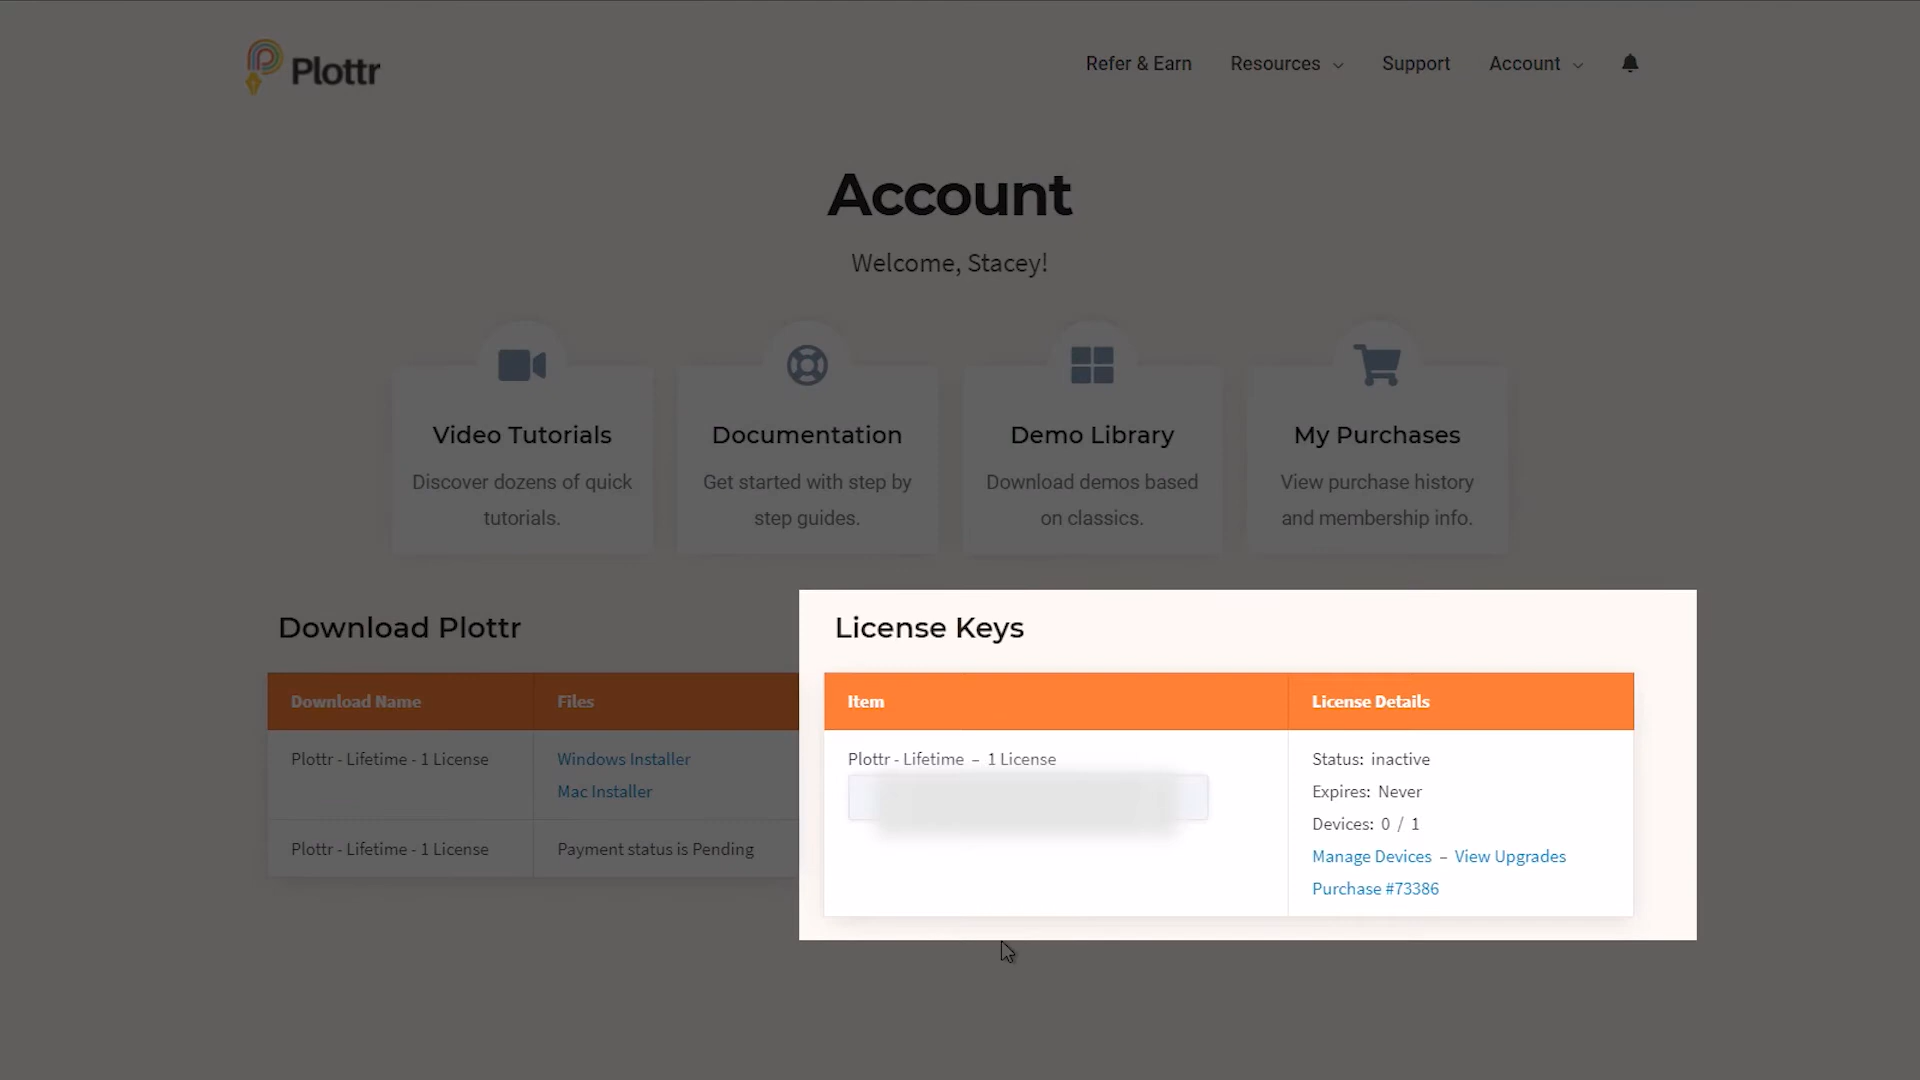 Plottr
Refer & Earn
Resources
Support
Account
Account
Welcome, Stacey!
Video Tutorials
Discover dozens of quick
tutorials.
Documentation
Get started with step by
step guides.
Demo Library
Download demos based
on classics.
My Purchases
View purchase history
and membership info.
Download Plottr
Download Name
Files
Plottr - Lifetime - 1 License
Windows Installer
Mac Installer
Plottr - Lifetime - 1 License
Payment status is Pending
License Keys
Item
License Details
Plottr - Lifetime – 1 License
Status: inactive
Expires: Never
Devices: 0 / 1
Manage Devices – View Upgrades
Purchase #73386